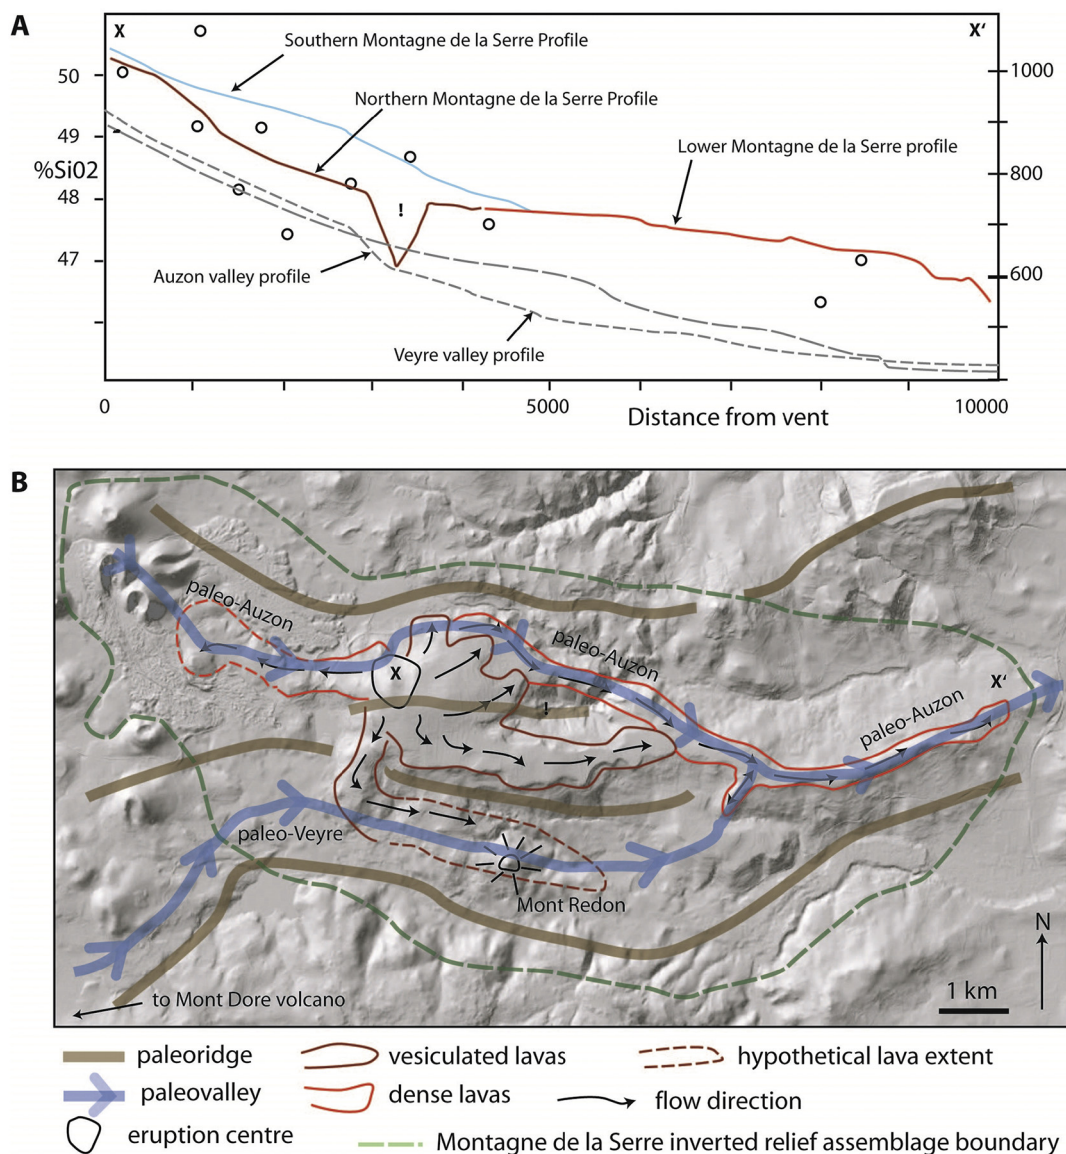 A
X
X'
Southern Montagne de la Serre Profile
Northern Montagne de la Serre Profile
Lower Montagne de la Serre profile
50
49
%Si02
48
47
1000
800
600
!
Auzon valley profile
Veyre valley profile
0
5000
10000
Distance from vent
B
paleo-Auzon
paleo-Auzon
X
X'
!
paleo-Auzon
paleo-Veyre
Mont Redon
N
to Mont Dore volcano
1 km
paleoridge
vesiculated lavas
hypothetical lava extent
paleovalley
dense lavas
flow direction
eruption centre
Montagne de la Serre inverted relief assemblage boundary